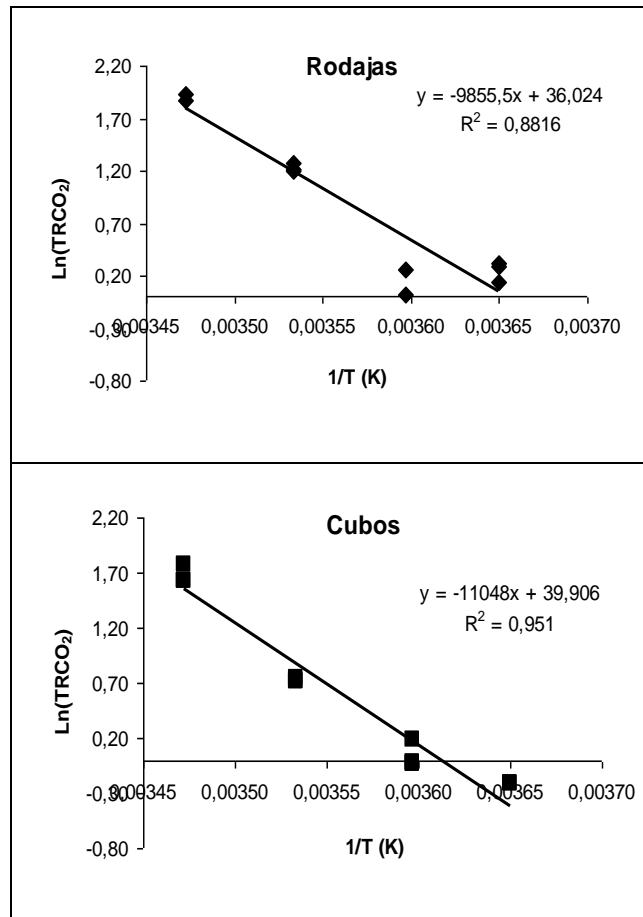 Rodajas
y = -9855,5x + 36,024
R² = 0,8816
2,20
1,70
1,20
0,70
0,20
-0,30
-0,80
0,00345 0,00350 0,00355 0,00360 0,00365 0,00370
Ln(TRCO₂)
1/T (K)
Cubos
y = -11048x + 39,906
R² = 0,951
2,20
1,70
1,20
0,70
0,20
-0,30
-0,80
0,00345 0,00350 0,00355 0,00360 0,00365 0,00370
Ln(TRCO₂)
1/T (K)